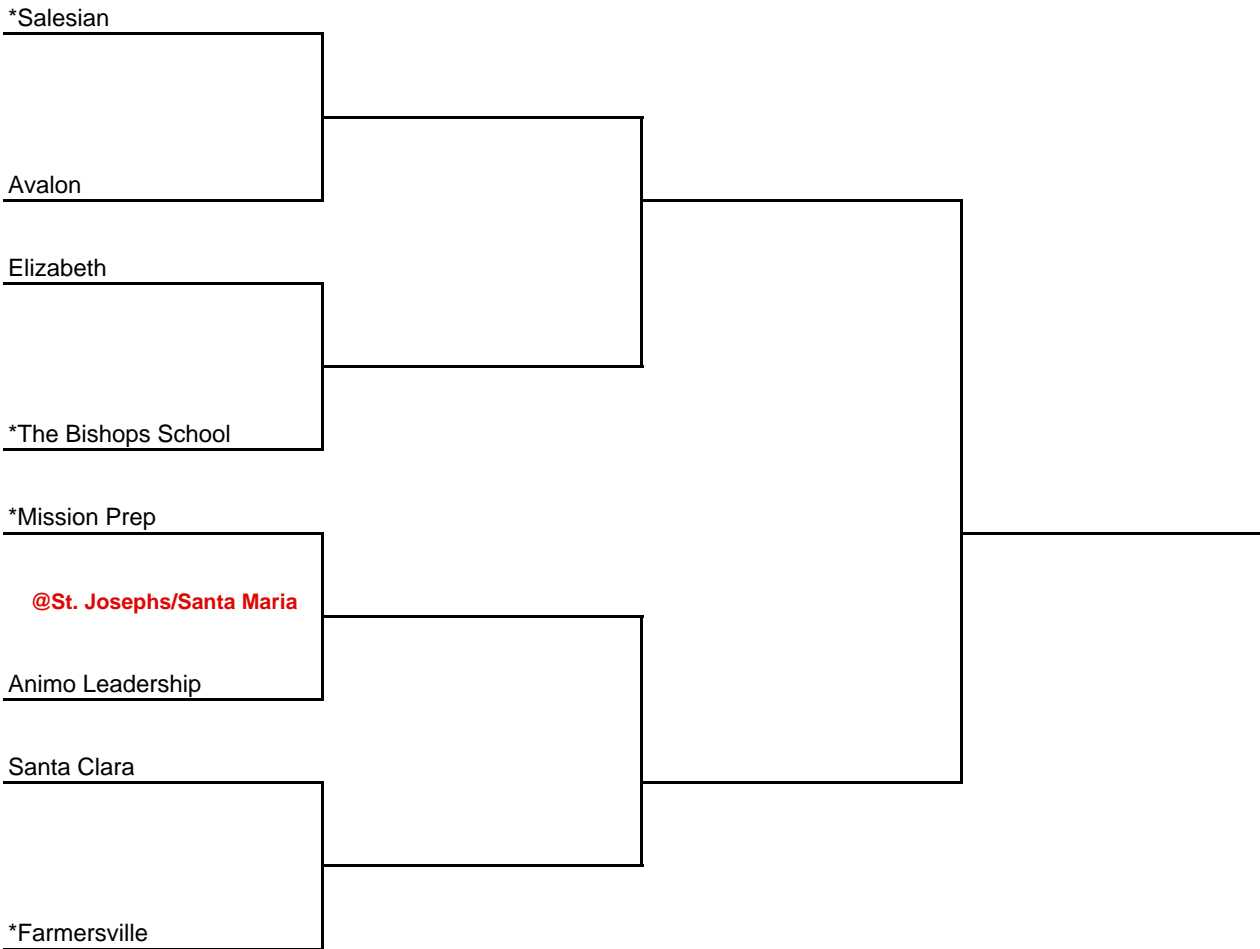 *Salesian
Avalon
Elizabeth
*The Bishops School
*Mission Prep
@St. Josephs/Santa Maria
Animo Leadership
Santa Clara
*Farmersville